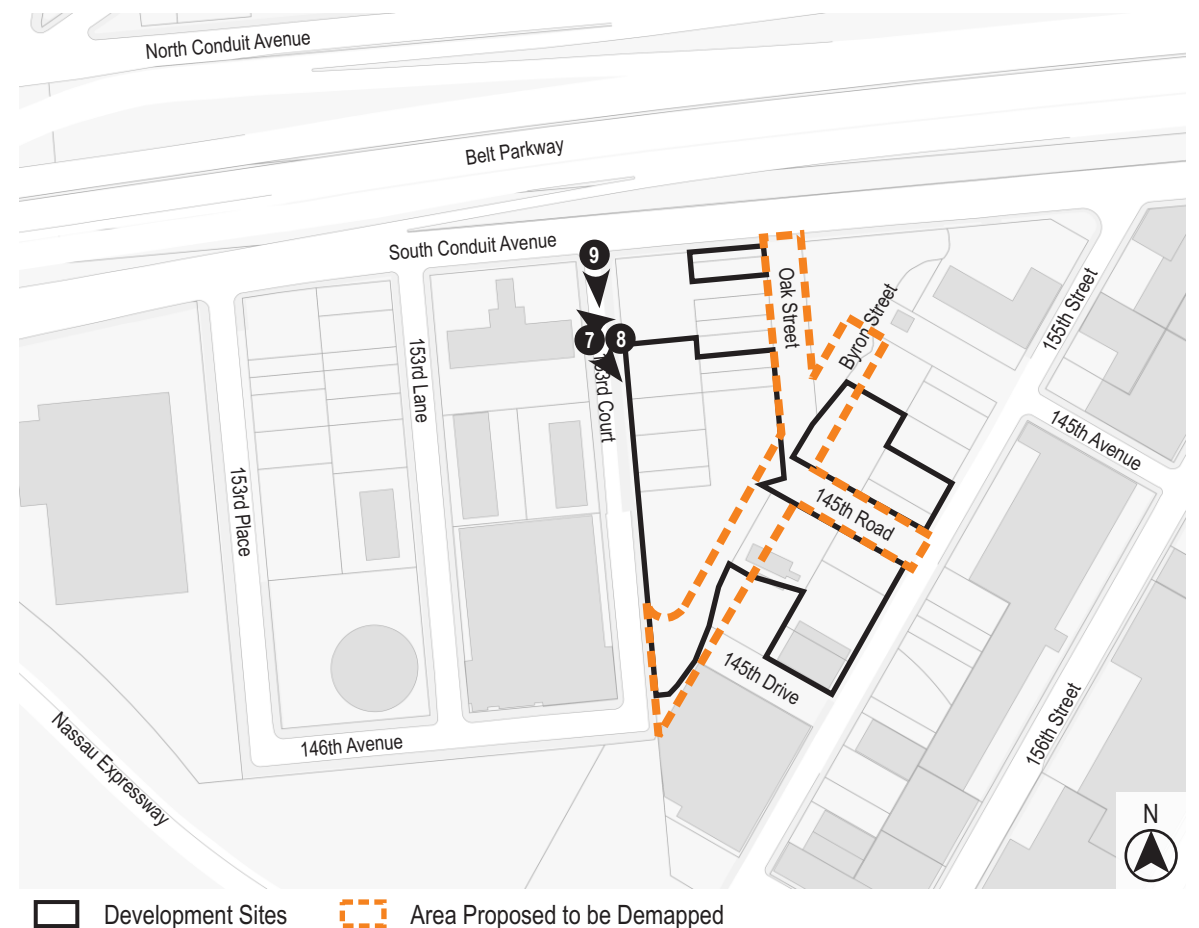 North Conduit Avenue
Belt Parkway
South Conduit Avenue
9
7
8
Oak Street
Byron Street
155th Street
153rd Lane
153rd Court
145th Avenue
153rd Place
145th Road
145th Drive
146th Avenue
156th Street
Nassau Expressway
N
Development Sites
Area Proposed to be Demapped